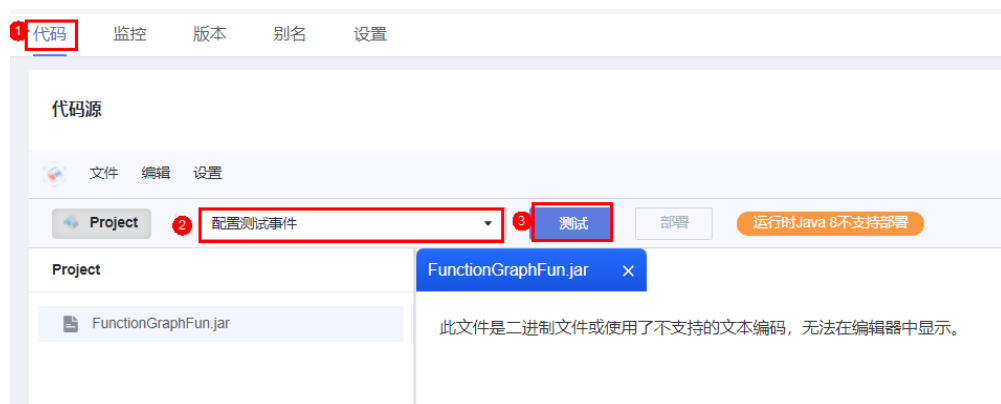 1 代码 监控 版本 别名 设置
代码源
文件 编辑 设置
Project 2 配置测试事件 3 测试 部署 运行时Java 8不支持部署
Project FunctionGraphFun.jar ×
FunctionGraphFun.jar
此文件是二进制文件或使用了不支持的文本编码，无法在编辑器中显示。